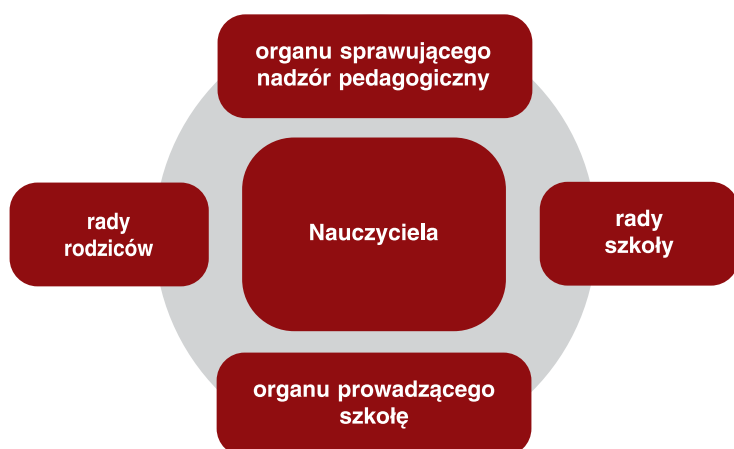 organu sprawującego
nadzór pedagogiczny
rady
rodziców
Nauczyciela
rady
szkoły
organu prowadzącego
szkołę